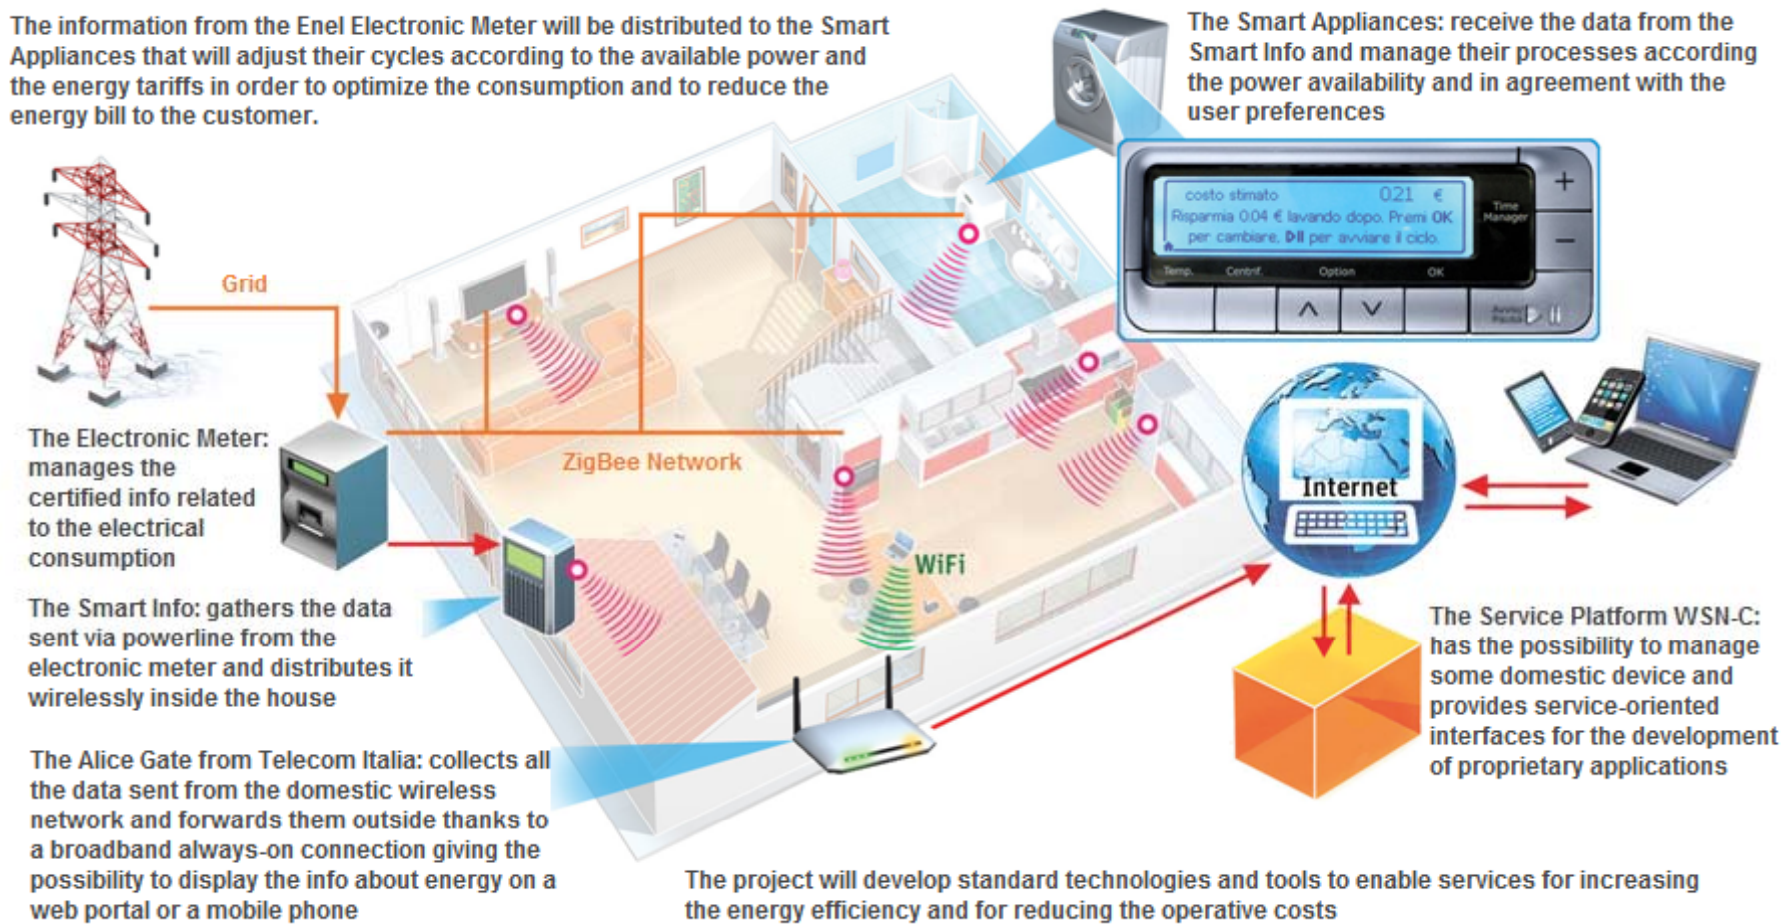 The information from the Enel Electronic Meter will be distributed to the Smart
Appliances that will adjust their cycles according to the available power and
the energy tariffs in order to optimize the consumption and to reduce the
energy bill to the customer.
The Smart Appliances: receive the data from the
Smart Info and manage their processes according
the power availability and in agreement with the
user preferences
costo stimato 0.21 €
Risparmia 0.04 € lavando dopo. Premi OK
per cambiare, per avviare il ciclo.
Time
Manager
+
−
Temp. Centrif. Option OK
Avvio
Pausa
Grid
The Electronic Meter:
manages the
certified info related
to the electrical
consumption
ZigBee Network
WiFi
Internet
The Smart Info: gathers the data
sent via powerline from the
electronic meter and distributes it
wirelessly inside the house
The Service Platform WSN-C:
has the possibility to manage
some domestic device and
provides service-oriented
interfaces for the development
of proprietary applications
The Alice Gate from Telecom Italia: collects all
the data sent from the domestic wireless
network and forwards them outside thanks to
a broadband always-on connection giving the
possibility to display the info about energy on a
web portal or a mobile phone
The project will develop standard technologies and tools to enable services for increasing
the energy efficiency and for reducing the operative costs